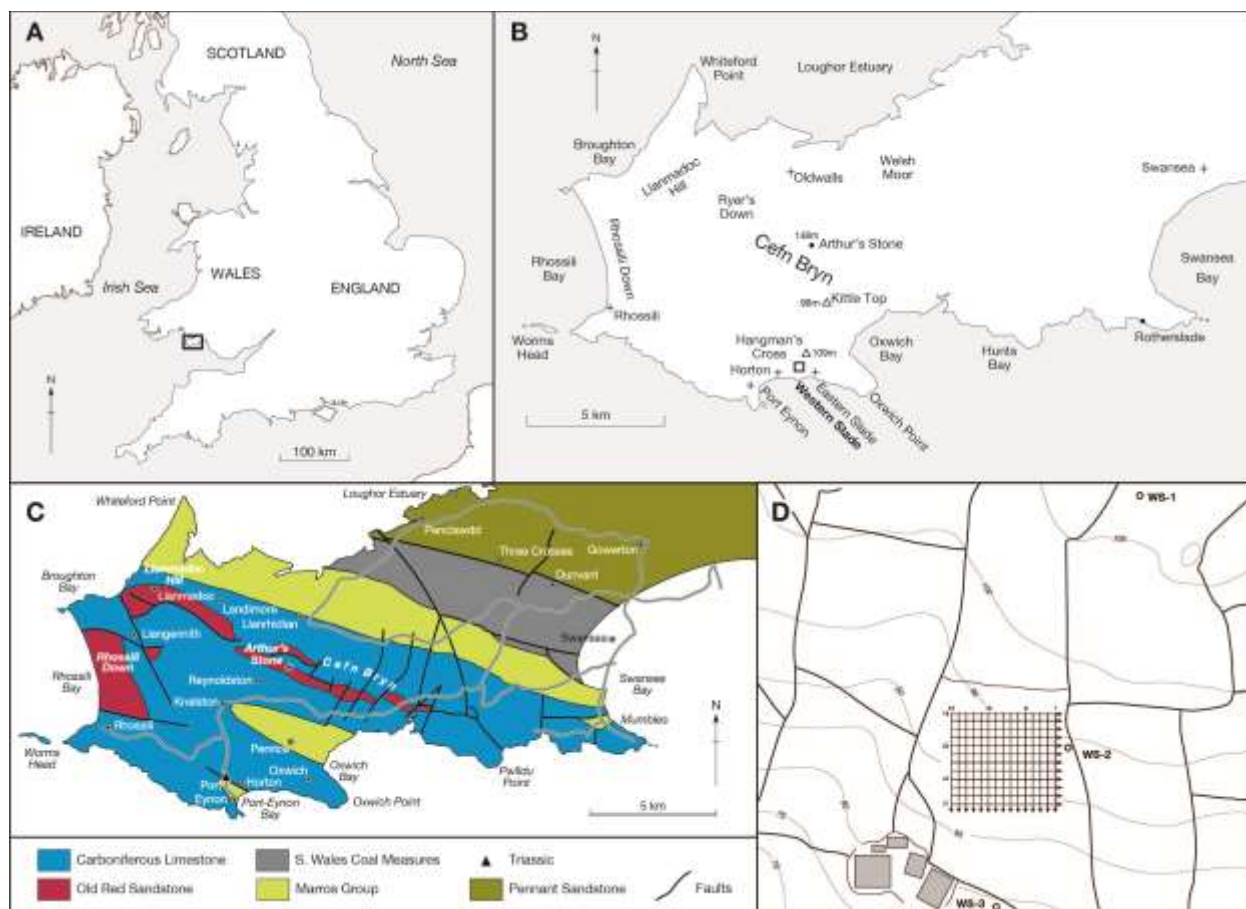 A
SCOTLAND
North Sea
IRELAND
WALES
Irish Sea
ENGLAND
N
100 km
B
N
Whiteford
Point
Loughor Estuary
Broughton
Bay
Llanmadoc
Hill
Oldwalls
Welsh
Moor
Swansea
Ryer's
Down
Rhossili Down
Cefn Bryn
Arthur's Stone
Rhossili
Bay
Swansea
Bay
Kittle Top
Rhossili
Worms
Head
Hangman's
Cross
109m
Oxwich
Bay
Hunts
Bay
Rotherslade
Horton
Port Eynon
Western Slade
Eastern Slade
Oxwich Point
5 km
C
Whiteford Point
Loughor Estuary
Penclawdd
Three Crosses
Gowerton
Dunvant
Broughton
Bay
Llanmadoc
Hill
Llanmadoc
Landimore
Llanrhidian
Llangennith
Swansea
Arthur's
Stone
Cefn Bryn
Rhossili
Down
Rhossili
Bay
Reynoldston
Knelston
Swansea
Bay
N
Mumbles
Rhossili
Worms
Head
Penrice
Oxwich
Bay
Pwlldu
Point
Oxwich
Port
Eynon
Horton
Oxwich Point
Port-Eynon
Bay
5 km
Carboniferous Limestone
S. Wales Coal Measures
Triassic
Old Red Sandstone
Marros Group
Pennant Sandstone
Faults
D
WS-1
WS-2
WS-3